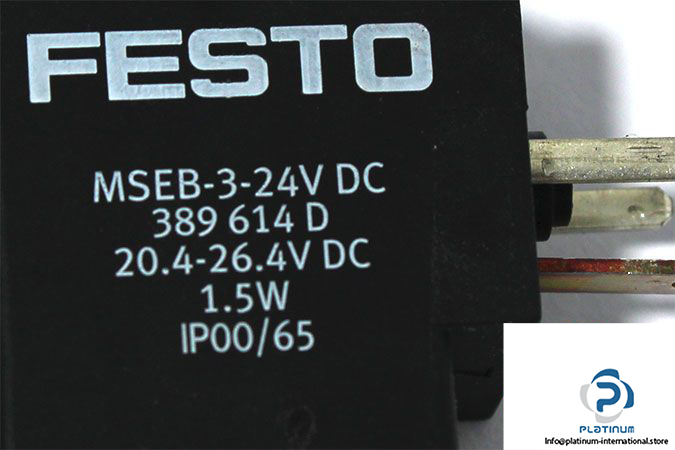 FESTO
MSEB-3-24V DC
389 614 D
20.4-26.4V DC
1.5W
IP00/65
P
PLATINUM
Info@platinum-international.store